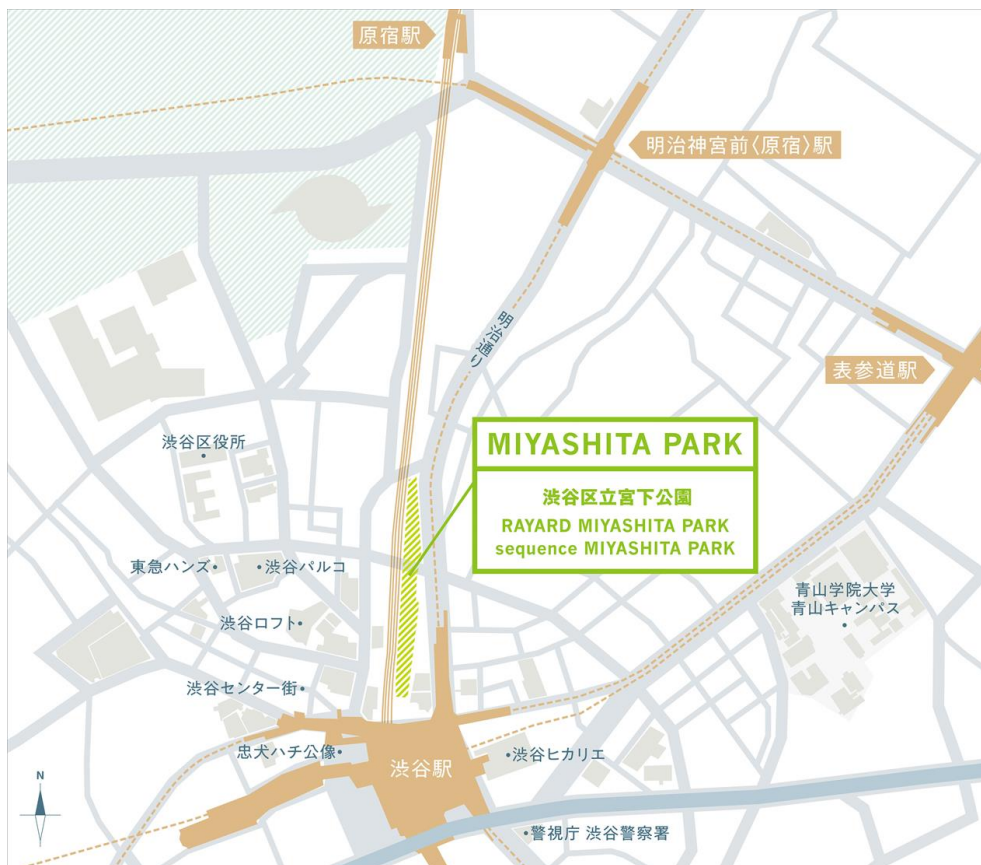 原宿駅
明治神宮前〈原宿〉駅
明治通り
表参道駅
MIYASHITA PARK
渋谷区立宮下公園
RAYARD MIYASHITA PARK
sequence MIYASHITA PARK
渋谷区役所
東急ハンズ
渋谷パルコ
青山学院大学
青山キャンパス
渋谷ロフト
渋谷センター街
忠犬ハチ公像
渋谷駅
渋谷ヒカリエ
N
警視庁 渋谷警察署